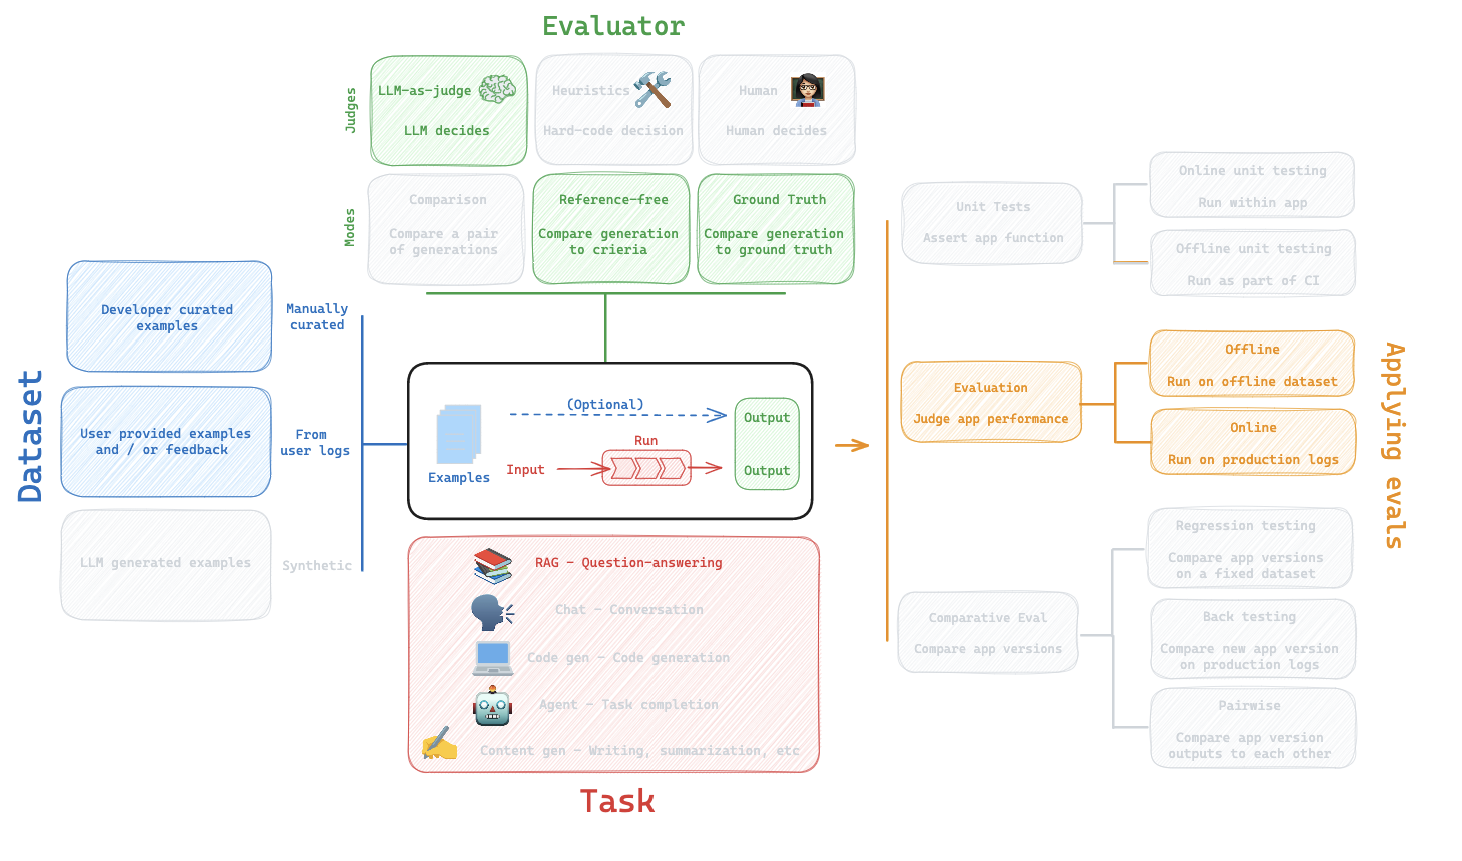 Evaluator
Judges
LLM-as-judge
LLM decides
Heuristics
Hard-code decision
Human
Human decides
Modes
Comparison
Compare a pair
of generations
Reference-free
Compare generation
to crieria
Ground Truth
Compare generation
to ground truth
Dataset
Developer curated
examples
Manually
curated
User provided examples
and / or feedback
From
user logs
LLM generated examples
Synthetic
(Optional)
Examples
Input
Run
Output
Output
RAG - Question-answering
Chat - Conversation
Code gen - Code generation
Agent - Task completion
Content gen - Writing, summarization, etc
Task
Applying evals
Unit Tests
Assert app function
Online unit testing
Run within app
Offline unit testing
Run as part of CI
Evaluation
Judge app performance
Offline
Run on offline dataset
Online
Run on production logs
Comparative Eval
Compare app versions
Regression testing
Compare app versions
on a fixed dataset
Back testing
Compare new app version
on production logs
Pairwise
Compare app version
outputs to each other